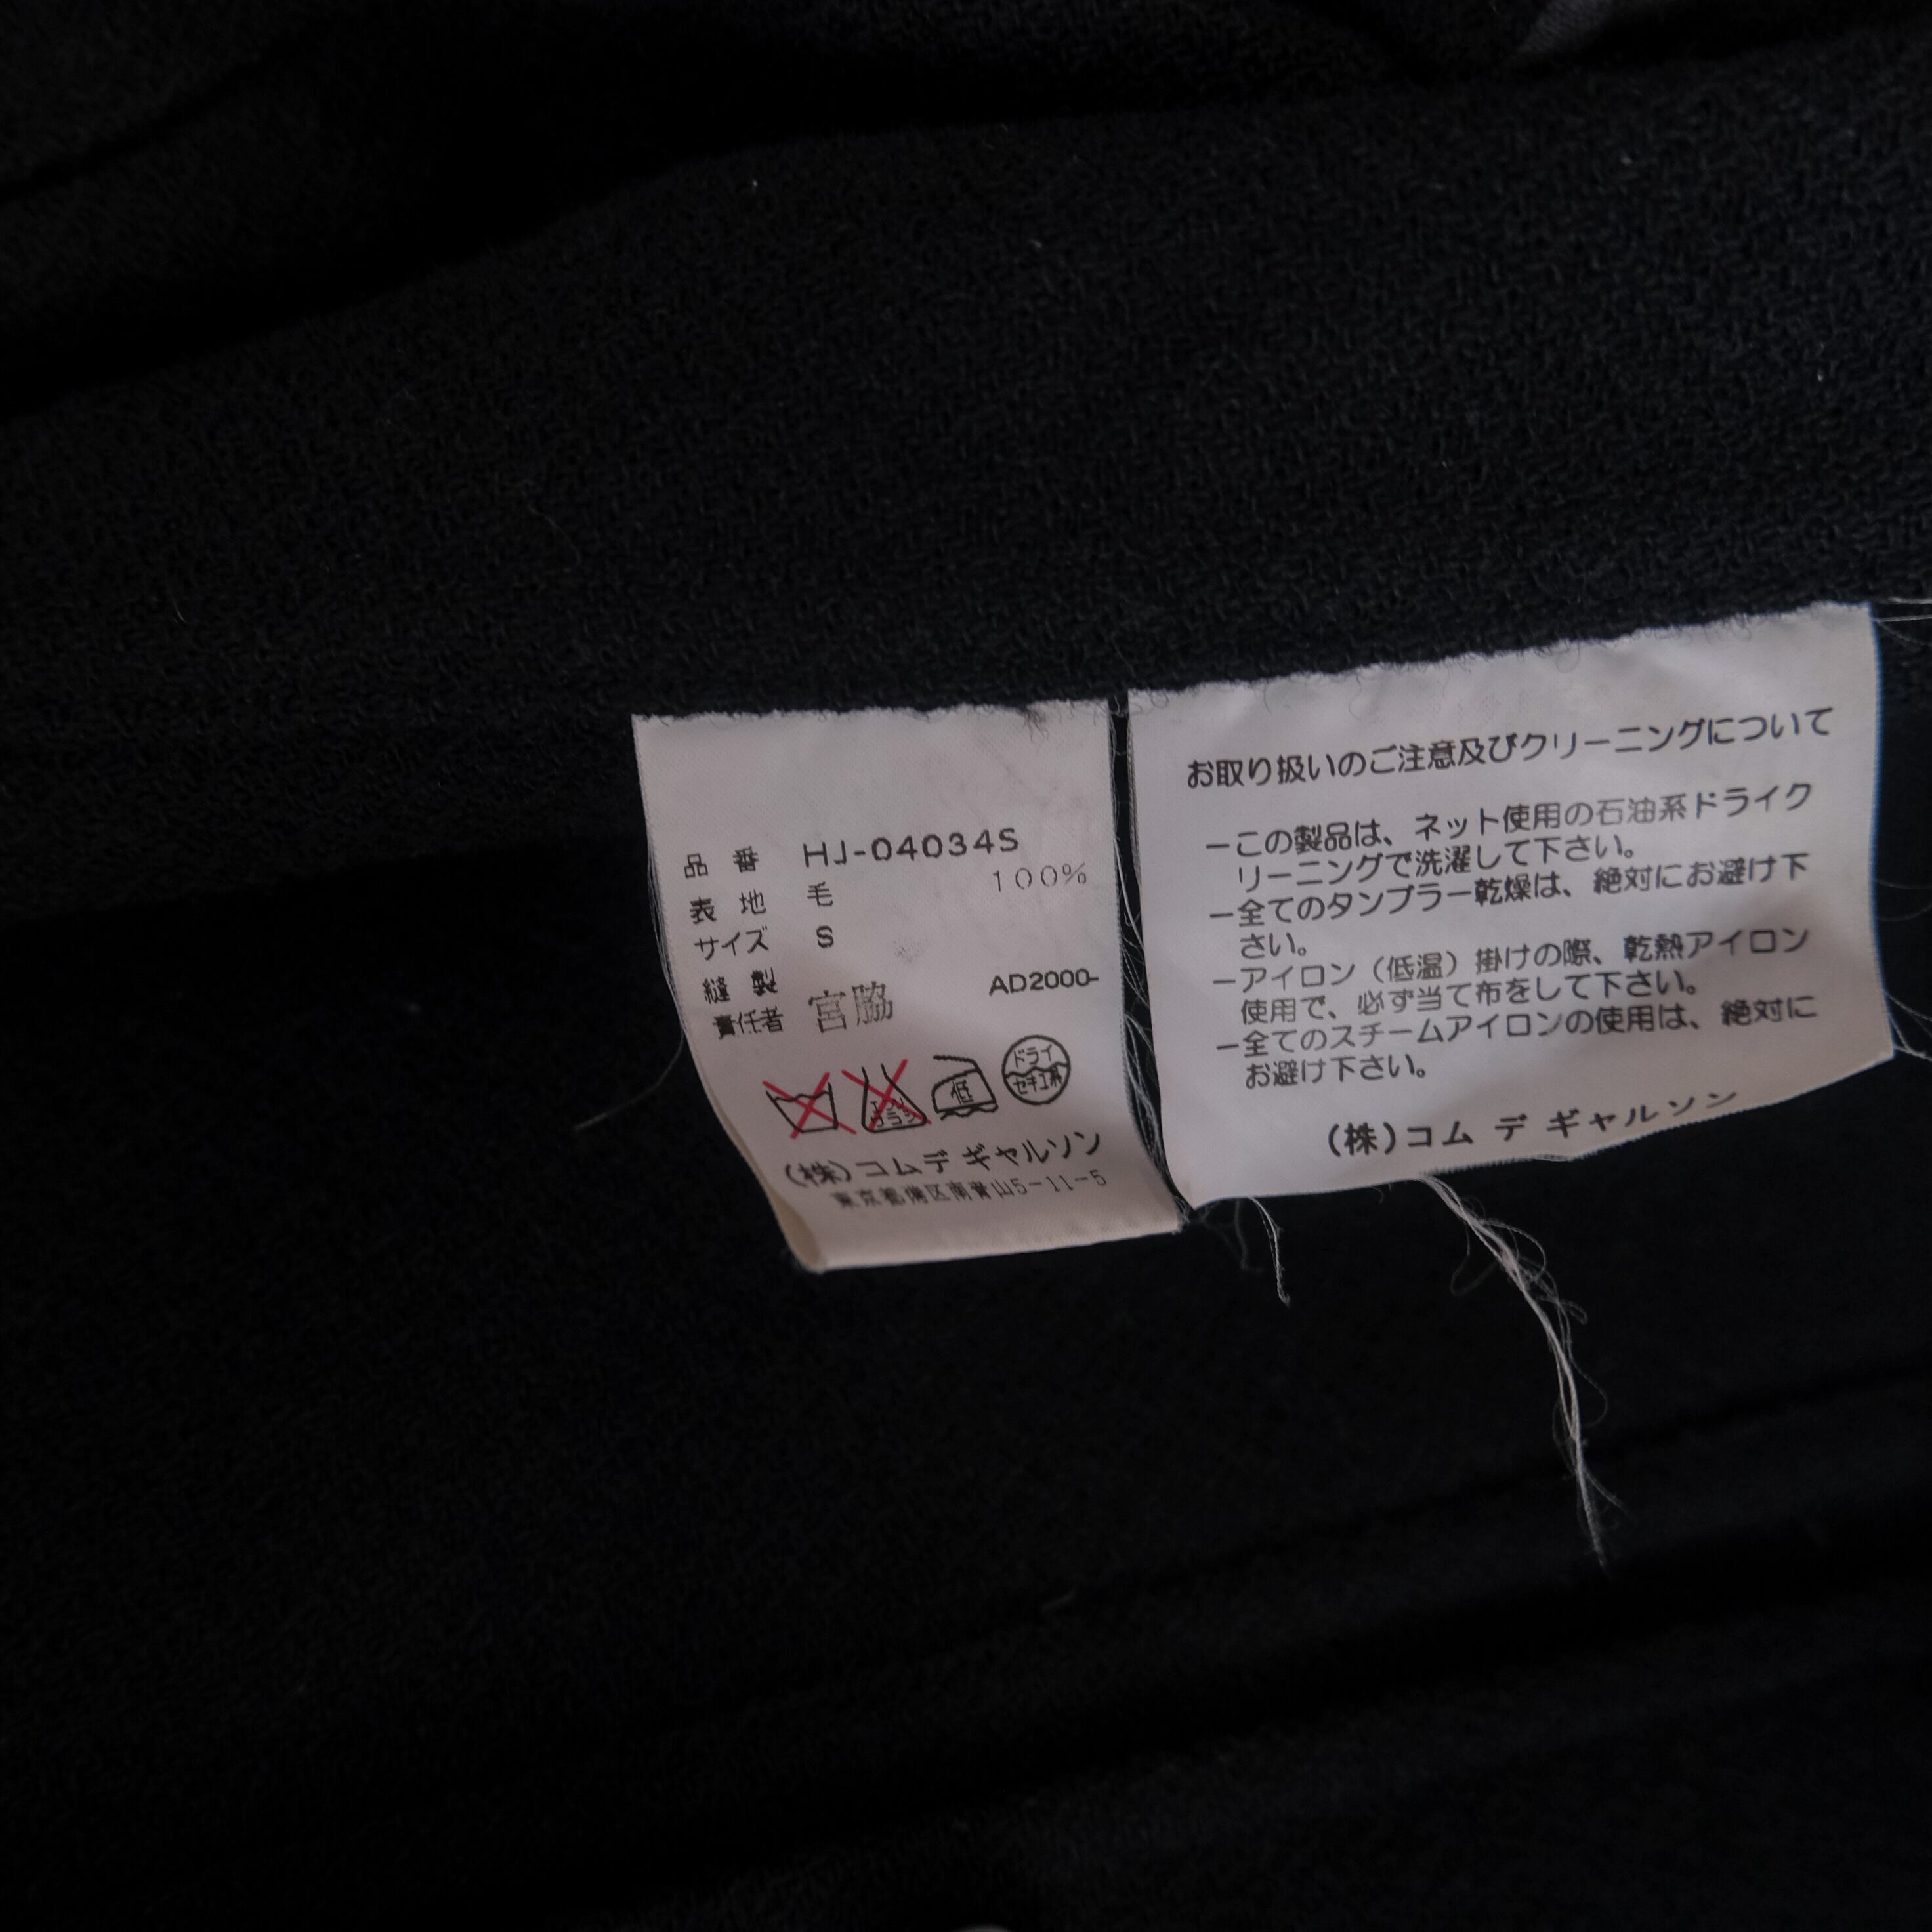 品番 HJ-04034S
表地 毛 100%
サイズ S
縫製
責任者 宮脇 AD2000-
エンソ
サラシ
低
ドライ
セキユ系
(株)コム デ ギャルソン
東京都港区南青山5-11-5
お取り扱いのご注意及びクリーニングについて
ーこの製品は、ネット使用の石油系ドライク
リーニングで洗濯して下さい。
ー全てのタンブラー乾燥は、絶対にお避け下
さい。
ーアイロン（低温）掛けの際、乾熱アイロン
使用で、必ず当て布をして下さい。
ー全てのスチームアイロンの使用は、絶対に
お避け下さい。
(株)コム デ ギャルソン